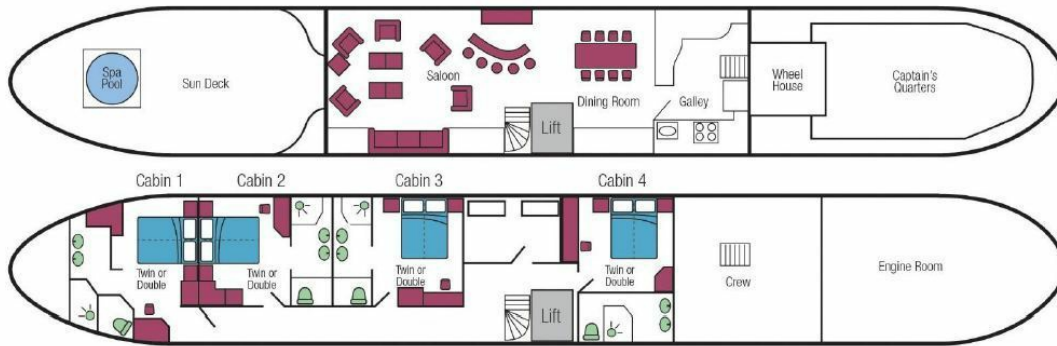 Spa
Pool
Sun Deck
Saloon
Dining Room
Lift
Galley
Wheel
House
Captain's
Quarters
Cabin 1
Cabin 2
Cabin 3
Cabin 4
Twin or
Double
Twin or
Double
Twin or
Double
Lift
Twin or
Double
Crew
Engine Room